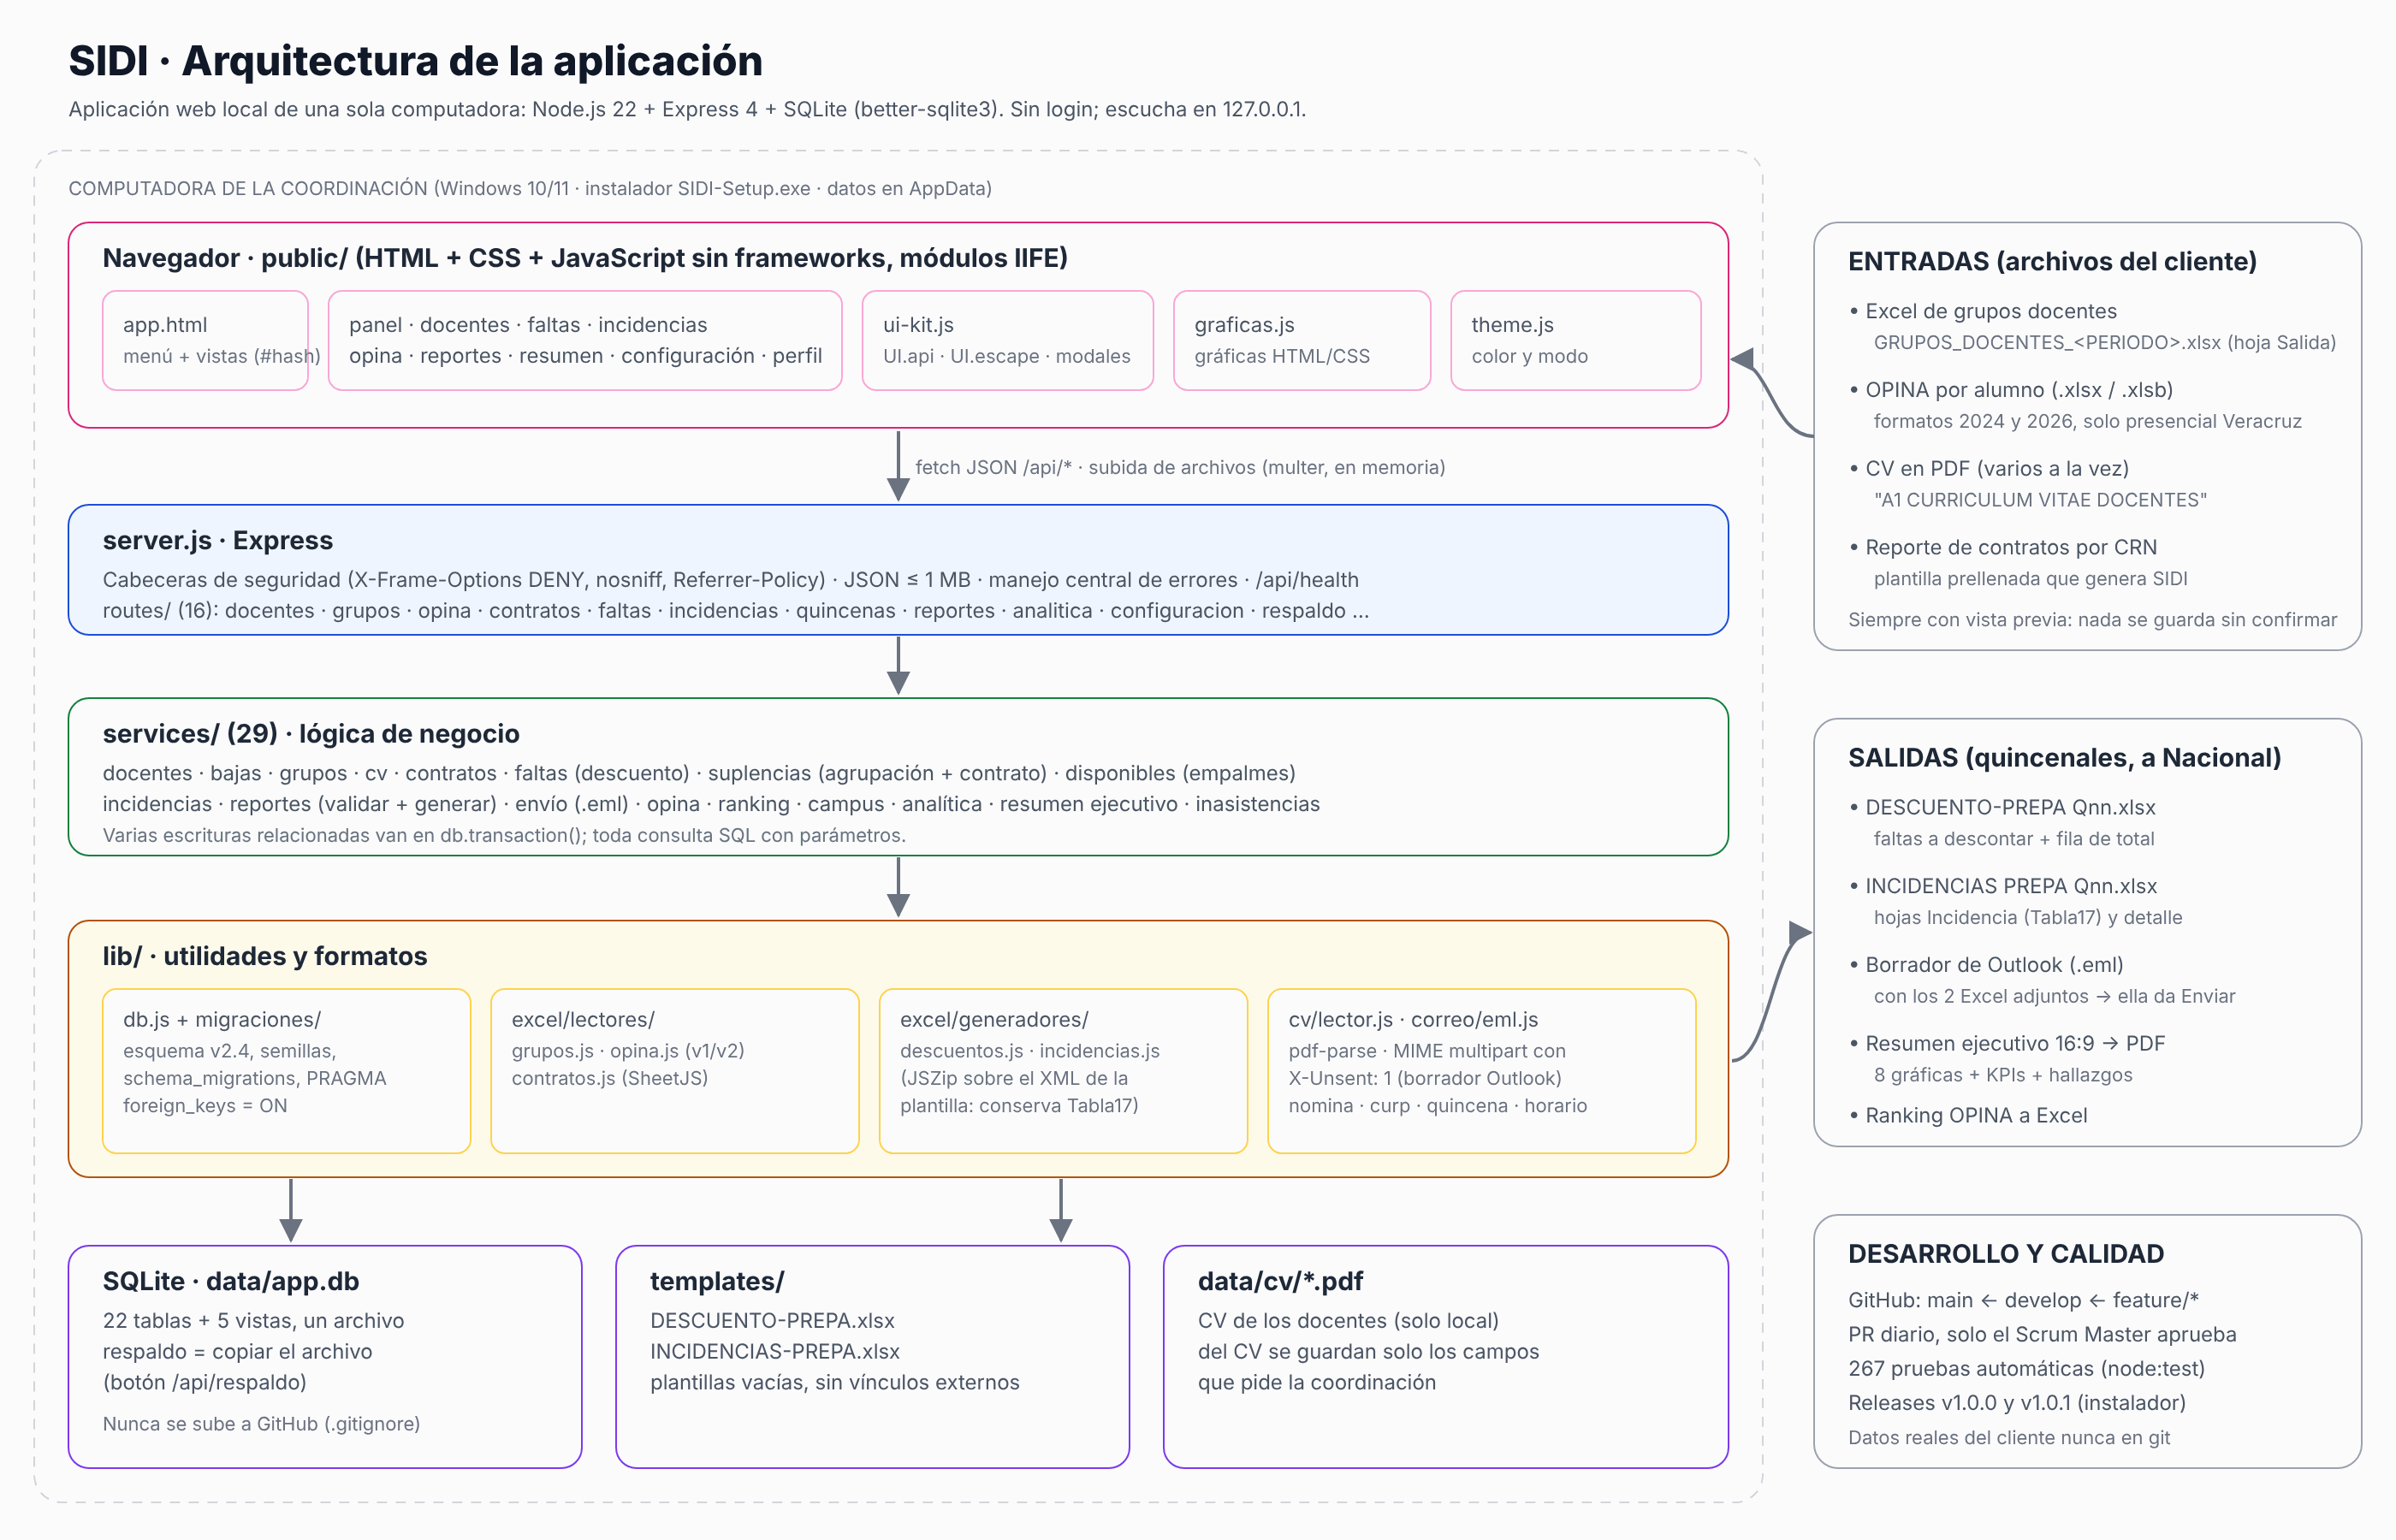 SIDI · Arquitectura de la aplicación
Aplicación web local de una sola computadora: Node.js 22 + Express 4 + SQLite (better-sqlite3). Sin login; escucha en 127.0.0.1.
COMPUTADORA DE LA COORDINACIÓN (Windows 10/11 · instalador SIDI-Setup.exe · datos en AppData)
Navegador · public/ (HTML + CSS + JavaScript sin frameworks, módulos IIFE)
app.html
menú + vistas (#hash)
panel · docentes · faltas · incidencias
opina · reportes · resumen · configuración · perfil
ui-kit.js
UI.api · UI.escape · modales
graficas.js
gráficas HTML/CSS
theme.js
color y modo
fetch JSON /api/* · subida de archivos (multer, en memoria)
server.js · Express
Cabeceras de seguridad (X-Frame-Options DENY, nosniff, Referrer-Policy) · JSON ≤ 1 MB · manejo central de errores · /api/health
routes/ (16): docentes · grupos · opina · contratos · faltas · incidencias · quincenas · reportes · analitica · configuracion · respaldo ...
services/ (29) · lógica de negocio
docentes · bajas · grupos · cv · contratos · faltas (descuento) · suplencias (agrupación + contrato) · disponibles (empalmes)
incidencias · reportes (validar + generar) · envío (.eml) · opina · ranking · campus · analítica · resumen ejecutivo · inasistencias
Varias escrituras relacionadas van en db.transaction(); toda consulta SQL con parámetros.
lib/ · utilidades y formatos
db.js + migraciones/
esquema v2.4, semillas,
schema_migrations, PRAGMA
foreign_keys = ON
excel/lectores/
grupos.js · opina.js (v1/v2)
contratos.js (SheetJS)
excel/generadores/
descuentos.js · incidencias.js
(JSZip sobre el XML de la
plantilla: conserva Tabla17)
cv/lector.js · correo/eml.js
pdf-parse · MIME multipart con
X-Unsent: 1 (borrador Outlook)
nomina · curp · quincena · horario
SQLite · data/app.db
22 tablas + 5 vistas, un archivo
respaldo = copiar el archivo
(botón /api/respaldo)
Nunca se sube a GitHub (.gitignore)
templates/
DESCUENTO-PREPA.xlsx
INCIDENCIAS-PREPA.xlsx
plantillas vacías, sin vínculos externos
data/cv/*.pdf
CV de los docentes (solo local)
del CV se guardan solo los campos
que pide la coordinación
ENTRADAS (archivos del cliente)
• Excel de grupos docentes
GRUPOS_DOCENTES_<PERIODO>.xlsx (hoja Salida)
• OPINA por alumno (.xlsx / .xlsb)
formatos 2024 y 2026, solo presencial Veracruz
• CV en PDF (varios a la vez)
"A1 CURRICULUM VITAE DOCENTES"
• Reporte de contratos por CRN
plantilla prellenada que genera SIDI
Siempre con vista previa: nada se guarda sin confirmar
SALIDAS (quincenales, a Nacional)
• DESCUENTO-PREPA Qnn.xlsx
faltas a descontar + fila de total
• INCIDENCIAS PREPA Qnn.xlsx
hojas Incidencia (Tabla17) y detalle
• Borrador de Outlook (.eml)
con los 2 Excel adjuntos → ella da Enviar
• Resumen ejecutivo 16:9 → PDF
8 gráficas + KPIs + hallazgos
• Ranking OPINA a Excel
DESARROLLO Y CALIDAD
GitHub: main ← develop ← feature/*
PR diario, solo el Scrum Master aprueba
267 pruebas automáticas (node:test)
Releases v1.0.0 y v1.0.1 (instalador)
Datos reales del cliente nunca en git